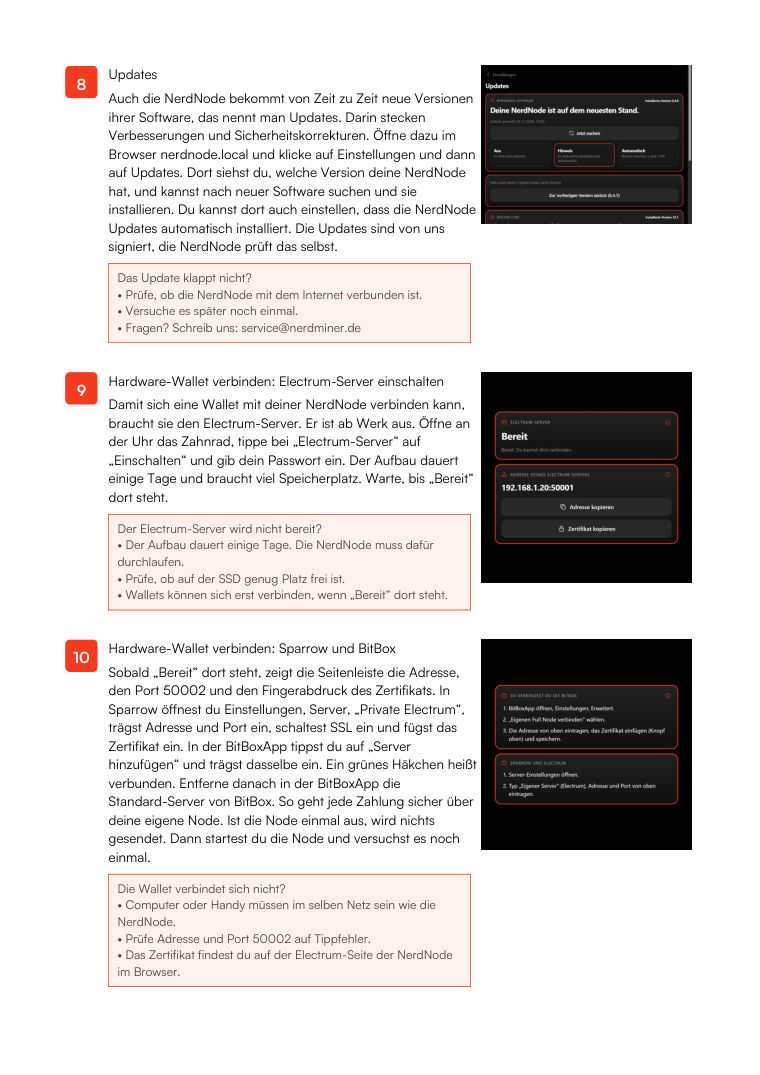 8
Updates
Auch die NerdNode bekommt von Zeit zu Zeit neue Versionen
ihrer Software, das nennt man Updates. Darin stecken
Verbesserungen und Sicherheitskorrekturen. Öffne dazu im
Browser nerdnode.local und klicke auf Einstellungen und dann
auf Updates. Dort siehst du, welche Version deine NerdNode
hat, und kannst nach neuer Software suchen und sie
installieren. Du kannst dort auch einstellen, dass die NerdNode
Updates automatisch installiert. Die Updates sind von uns
signiert, die NerdNode prüft das selbst.
Das Update klappt nicht?
• Prüfe, ob die NerdNode mit dem Internet verbunden ist.
• Versuche es später noch einmal.
• Fragen? Schreib uns: service@nerdminer.de
Einstellungen
Updates
Deine NerdNode ist auf dem neuesten Stand.
Jetzt suchen
Aus
Hinweis
Automatisch
Zur vorherigen Version zurück (0.4.7)
9
Hardware-Wallet verbinden: Electrum-Server einschalten
Damit sich eine Wallet mit deiner NerdNode verbinden kann,
braucht sie den Electrum-Server. Er ist ab Werk aus. Öffne an
der Uhr das Zahnrad, tippe bei „Electrum-Server“ auf
„Einschalten“ und gib dein Passwort ein. Der Aufbau dauert
einige Tage und braucht viel Speicherplatz. Warte, bis „Bereit“
dort steht.
Der Electrum-Server wird nicht bereit?
• Der Aufbau dauert einige Tage. Die NerdNode muss dafür
durchlaufen.
• Prüfe, ob auf der SSD genug Platz frei ist.
• Wallets können sich erst verbinden, wenn „Bereit“ dort steht.
ELECTRUM-SERVER
Bereit
Bereit. Du kannst dich verbinden.
ADRESSE DEINES ELECTRUM-SERVERS
192.168.1.20:50001
Adresse kopieren
Zertifikat kopieren
10
Hardware-Wallet verbinden: Sparrow und BitBox
Sobald „Bereit“ dort steht, zeigt die Seitenleiste die Adresse,
den Port 50002 und den Fingerabdruck des Zertifikats. In
Sparrow öffnest du Einstellungen, Server, „Private Electrum“,
trägst Adresse und Port ein, schaltest SSL ein und fügst das
Zertifikat ein. In der BitBoxApp tippst du auf „Server
hinzufügen“ und trägst dasselbe ein. Ein grünes Häkchen heißt
verbunden. Entferne danach in der BitBoxApp die
Standard-Server von BitBox. So geht jede Zahlung sicher über
deine eigene Node. Ist die Node einmal aus, wird nichts
gesendet. Dann startest du die Node und versuchst es noch
einmal.
Die Wallet verbindet sich nicht?
• Computer oder Handy müssen im selben Netz sein wie die
NerdNode.
• Prüfe Adresse und Port 50002 auf Tippfehler.
• Das Zertifikat findest du auf der Electrum-Seite der NerdNode
im Browser.
SO VERBINDEST DU DIE BITBOX
1. BitBoxApp öffnen, Einstellungen, Erweitert.
2. „Eigenen Full Node verbinden“ wählen.
3. Die Adresse von oben eintragen, das Zertifikat einfügen (Knopf
oben) und speichern.
SPARROW UND ELECTRUM
1. Server-Einstellungen öffnen.
2. Typ „Eigener Server“ (Electrum), Adresse und Port von oben
eintragen.